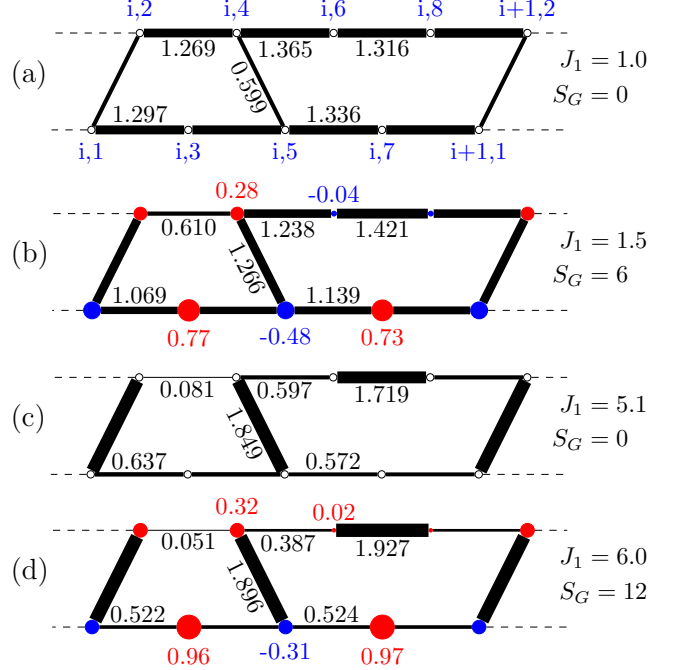 i,2 i,4 i,6 i,8 i+1,2
(a) 1.269 0.599 1.365 1.316 J₁ = 1.0
1.297 1.336 S_G = 0
i,1 i,3 i,5 i,7 i+1,1
0.28 -0.04
(b) 0.610 1.266 1.238 1.421 J₁ = 1.5
1.069 1.139 S_G = 6
0.77 -0.48 0.73
(c) 0.081 1.849 0.597 1.719 J₁ = 5.1
0.637 0.572 S_G = 0
0.32 0.02
(d) 0.051 1.896 0.387 1.927 J₁ = 6.0
0.522 0.524 S_G = 12
0.96 -0.31 0.97